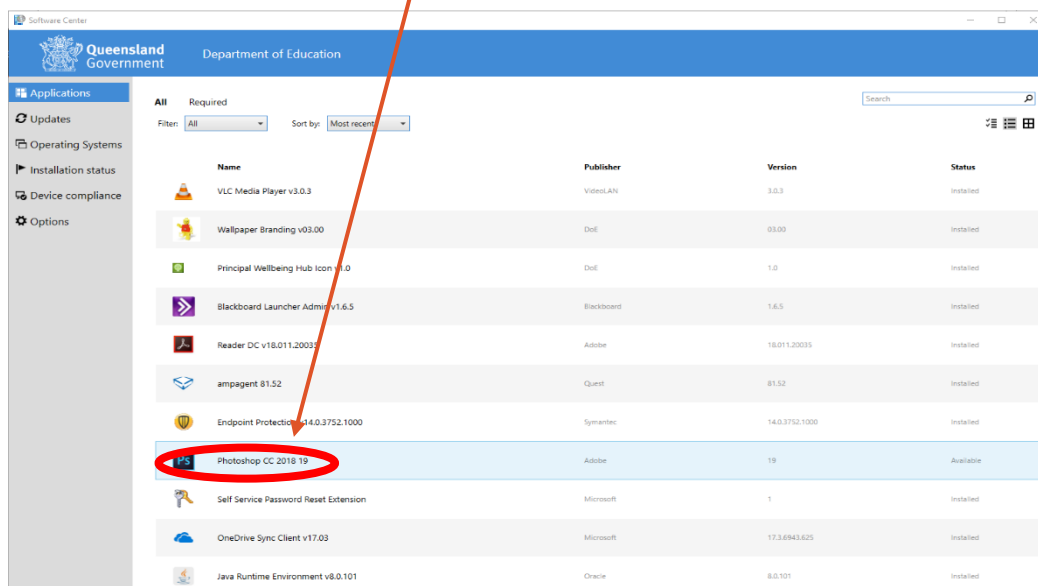 Software Center
Queensland
Government
Department of Education
Applications
Updates
Operating Systems
Installation status
Device compliance
Options
All Required
Search
Filter: All Sort by: Most recent
Name Publisher Version Status
VLC Media Player v3.0.3 VideoLAN 3.0.3 Installed
Wallpaper Branding v03.00 DoE 03.00 Installed
Principal Wellbeing Hub Icon v1.0 DoE 1.0 Installed
Blackboard Launcher Admin v1.6.5 Blackboard 1.6.5 Installed
Reader DC v18.011.20035 Adobe 18.011.20035 Installed
ampagent 81.52 Quest 81.52 Installed
Endpoint Protection v14.0.3752.1000 Symantec 14.0.3752.1000 Installed
Ps Photoshop CC 2018 19 Adobe 19 Available
Self Service Password Reset Extension Microsoft 1 Installed
OneDrive Sync Client v17.03 Microsoft 17.3.6943.625 Installed
Java Runtime Environment v8.0.101 Oracle 8.0.101 Installed